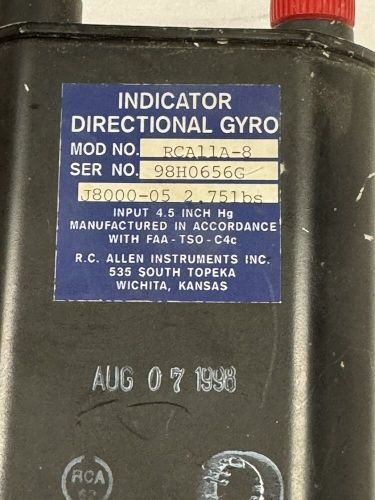 INDICATOR
DIRECTIONAL GYRO
MOD NO. RCA11A-8
SER NO. 98H0656G
J8000-05 2.75lbs
INPUT 4.5 INCH Hg
MANUFACTURED IN ACCORDANCE
WITH FAA-TSO-C4c
R.C. ALLEN INSTRUMENTS INC.
535 SOUTH TOPEKA
WICHITA, KANSAS
AUG 07 1998
RCA